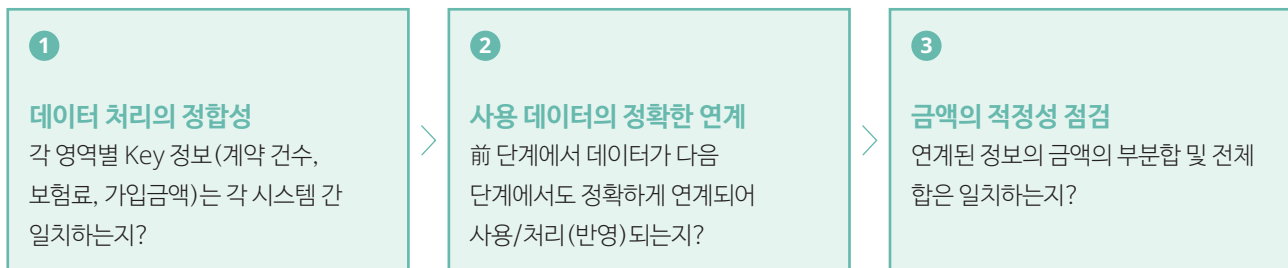 1
데이터 처리의 정합성
각 영역별 Key 정보(계약 건수,
보험료, 가입금액)는 각 시스템 간
일치하는지?
2
사용 데이터의 정확한 연계
前 단계에서 데이터가 다음
단계에서도 정확하게 연계되어
사용/처리(반영)되는지?
3
금액의 적정성 점검
연계된 정보의 금액의 부분합 및 전체
합은 일치하는지?